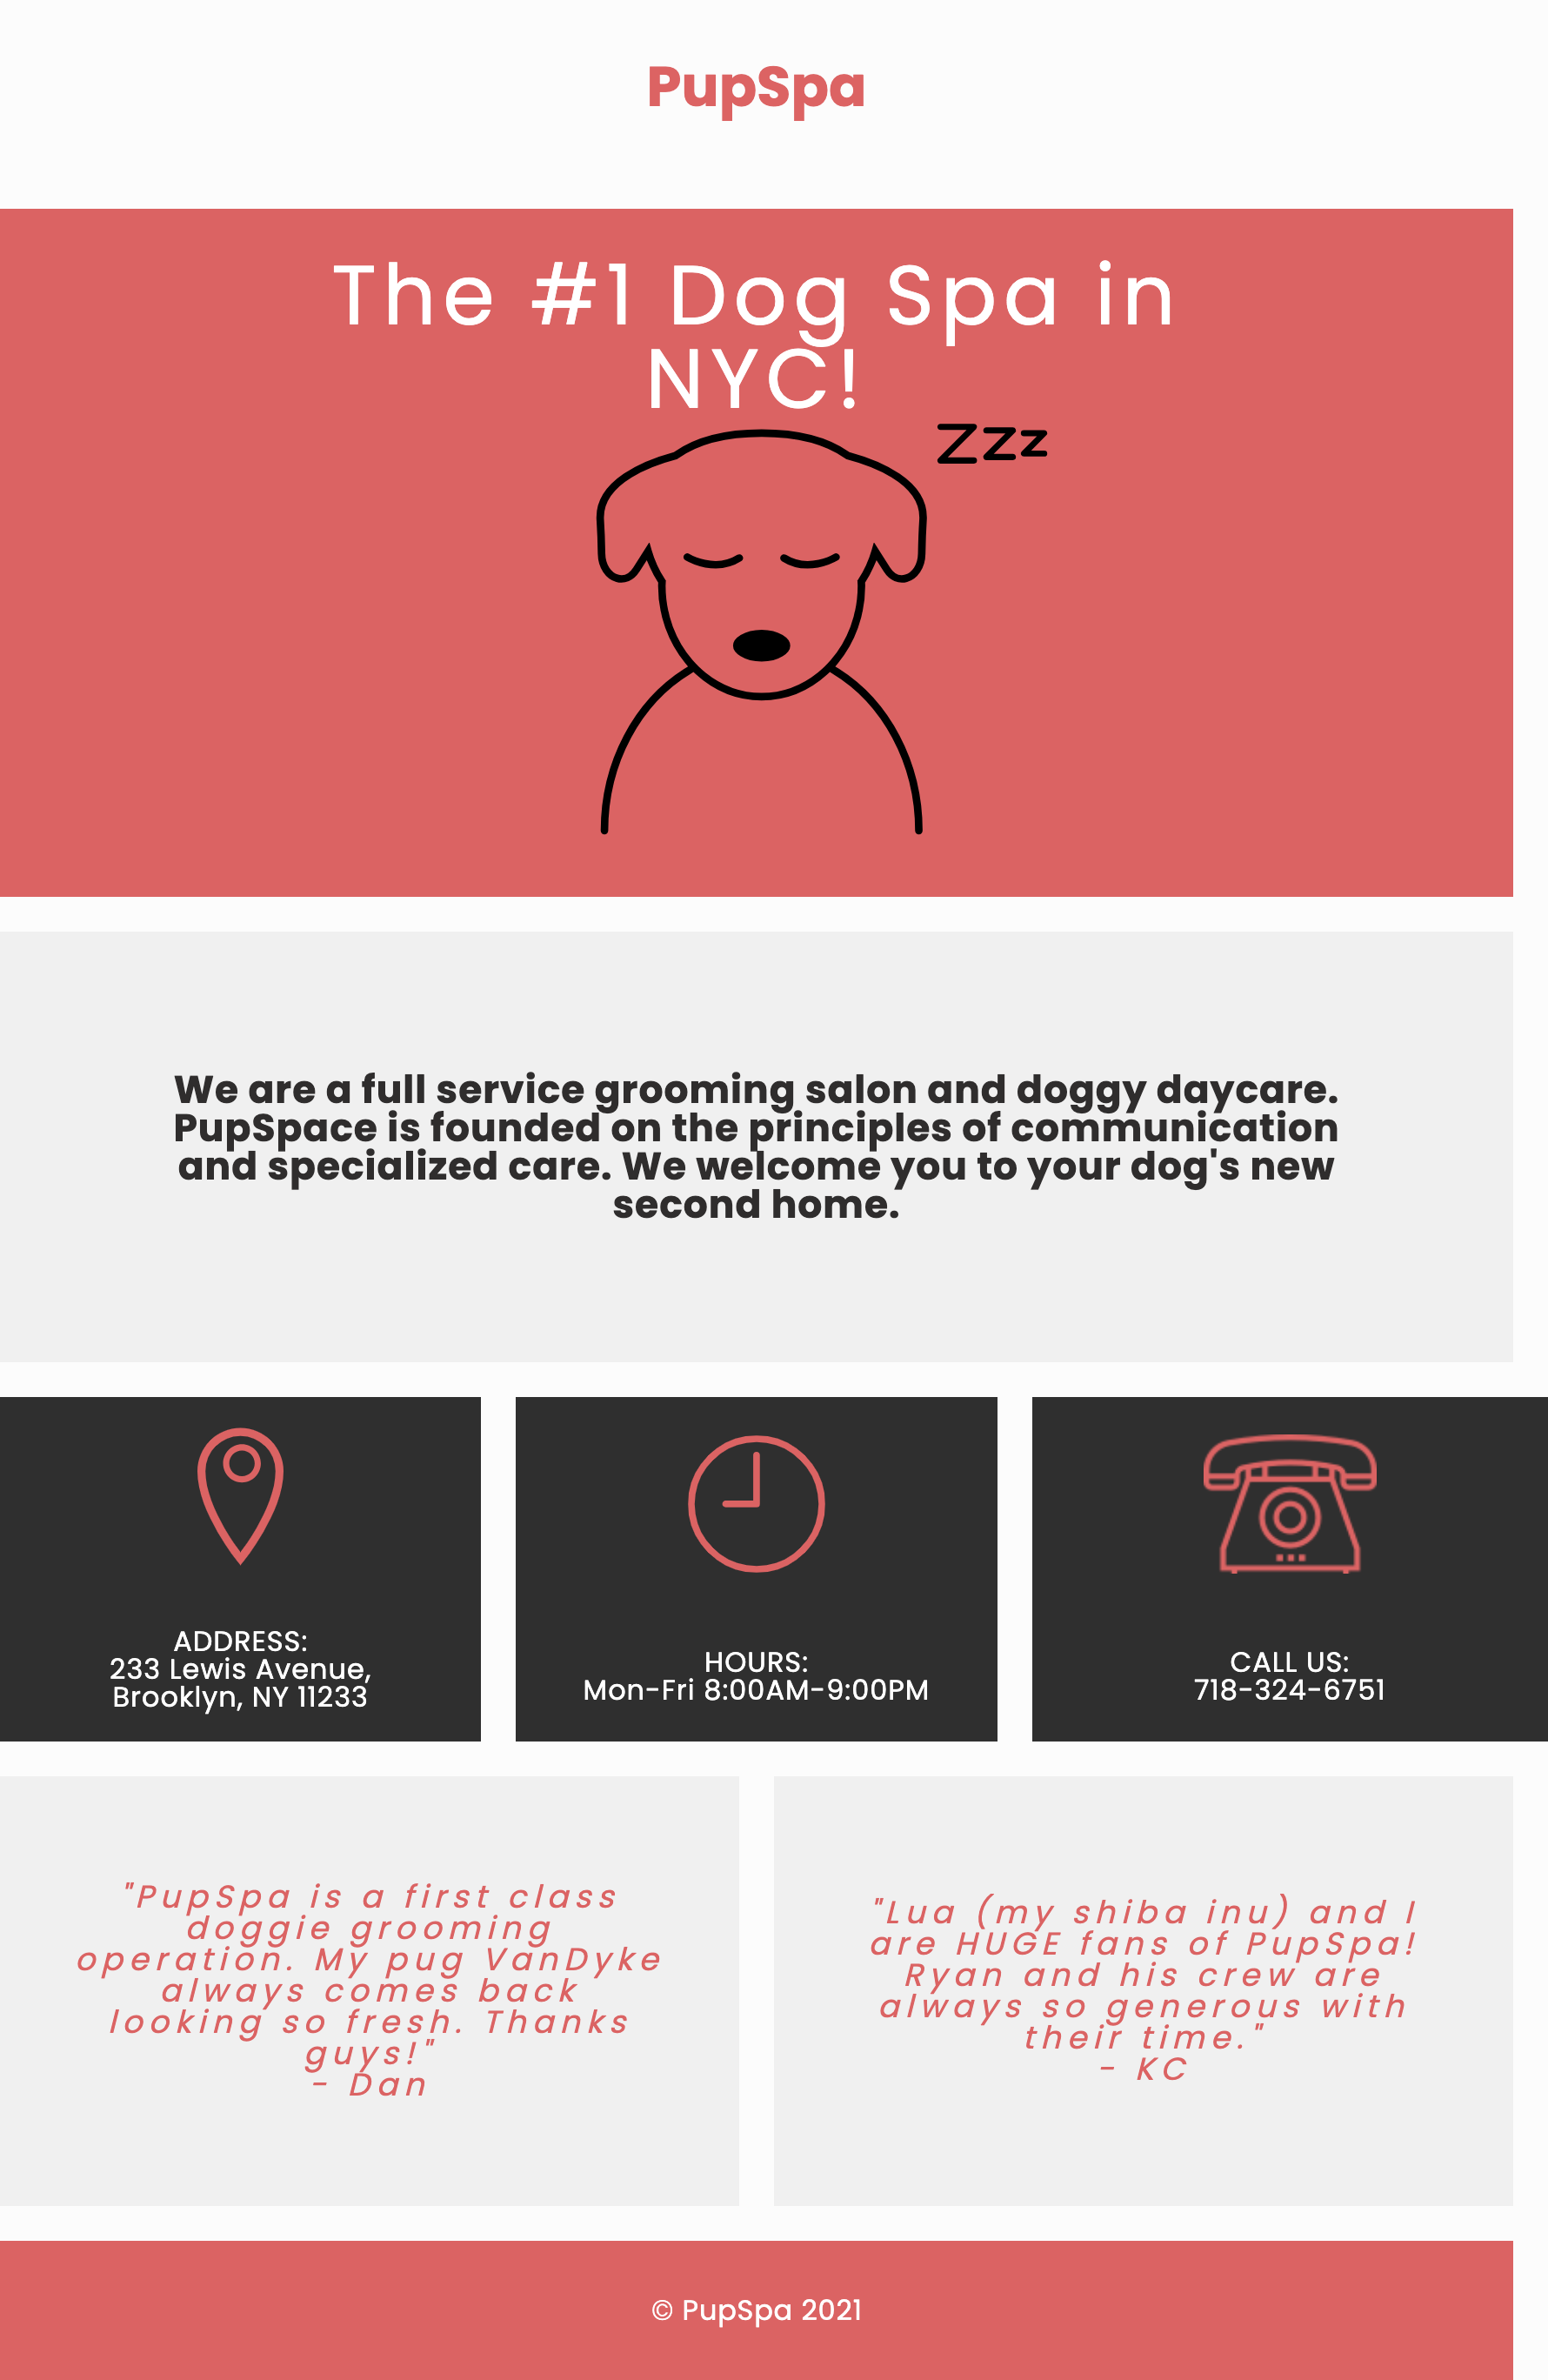 PupSpa
The #1 Dog Spa in
NYC!
ZZZ
We are a full service grooming salon and doggy daycare.
PupSpace is founded on the principles of communication
and specialized care. We welcome you to your dog's new
second home.
ADDRESS:
233 Lewis Avenue,
Brooklyn, NY 11233
HOURS:
Mon-Fri 8:00AM-9:00PM
CALL US:
718-324-6751
"PupSpa is a first class
doggie grooming
operation. My pug VanDyke
always comes back
looking so fresh. Thanks
guys!"
- Dan
"Lua (my shiba inu) and I
are HUGE fans of PupSpa!
Ryan and his crew are
always so generous with
their time."
- KC
© PupSpa 2021